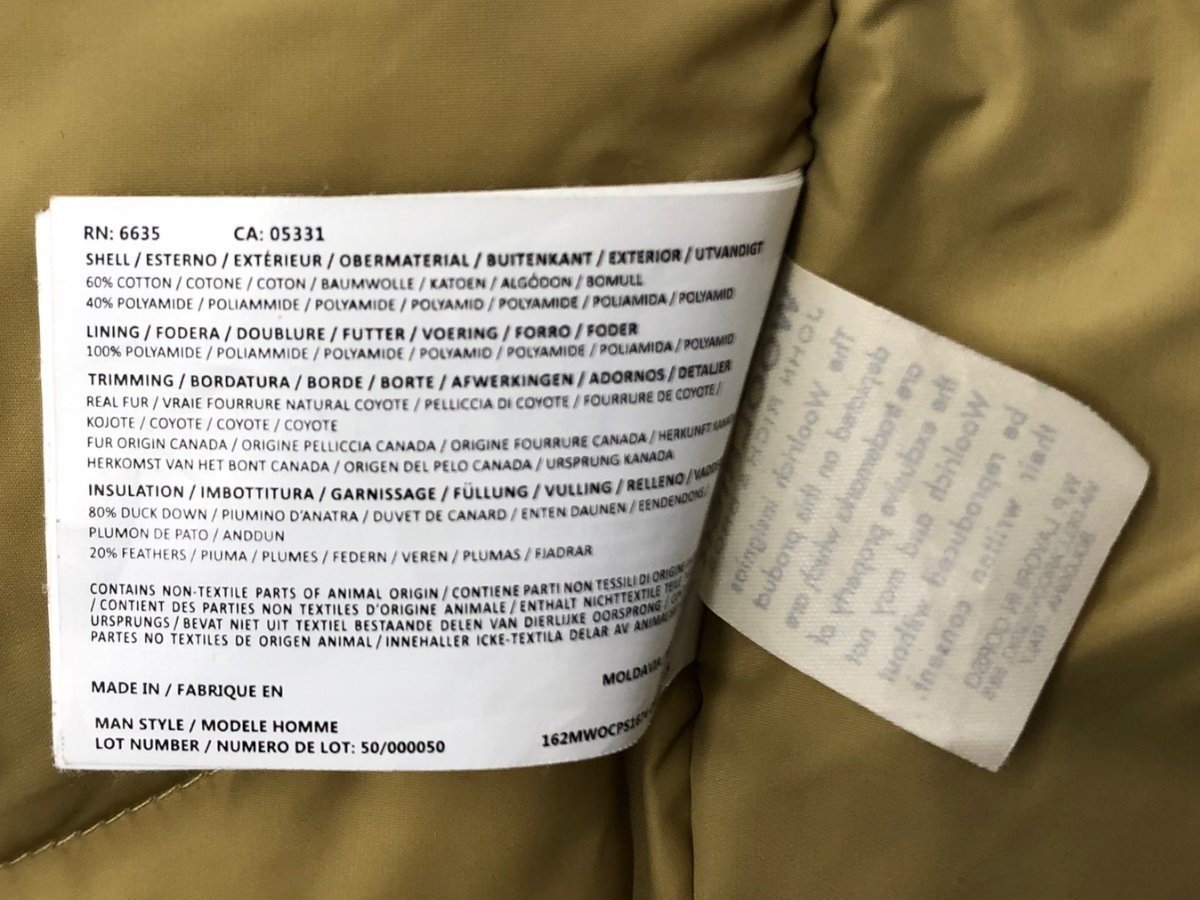 RN: 6635 CA: 05331
SHELL / ESTERNO / EXTÉRIEUR / OBERMATERIAL / BUITENKANT / EXTERIOR / UTVANDIGT
60% COTTON / COTONE / COTON / BAUMWOLLE / KATOEN / ALGÓDON / BOMULL
40% POLYAMIDE / POLIAMMIDE / POLYAMIDE / POLYAMID / POLYAMIDE / POLIAMIDA / POLYAMID
LINING / FODERA / DOUBLURE / FUTTER / VOERING / FORRO / FODER
100% POLYAMIDE / POLIAMMIDE / POLYAMIDE / POLYAMID / POLYAMIDE / POLIAMIDA / POLYAMID
TRIMMING / BORDATURA / BORDE / BORTE / AFWERKINGEN / ADORNOS / DETALJER
REAL FUR / VRAIE FOURRURE NATURAL COYOTE / PELLICCIA DI COYOTE / FOURRURE DE COYOTE /
KOJOTE / COYOTE / COYOTE / COYOTE
FUR ORIGIN CANADA / ORIGINE PELLICCIA CANADA / ORIGINE FOURRURE CANADA / HERKUNFT
HERKOMST VAN HET BONT CANADA / ORIGEN DEL PELO CANADA / URSPRUNG KANADA
INSULATION / IMBOTTITURA / GARNISSAGE / FÜLLUNG / VULLING / RELLENO /
80% DUCK DOWN / PIUMINO D'ANATRA / DUVET DE CANARD / ENTEN DAUNEN / EENDENDONS /
PLUMON DE PATO / ANDDUN
20% FEATHERS / PIUMA / PLUMES / FEDERN / VEREN / PLUMAS / FJADRAR
CONTAINS NON-TEXTILE PARTS OF ANIMAL ORIGIN / CONTIENE PARTI NON TESSILI DI
/ CONTIENT DES PARTIES NON TEXTILES D'ORIGINE ANIMALE / ENTHALT NICHTTEXTILE TEILE
URSPRUNGS / BEVAT NIET UIT TEXTIEL BESTAANDE DELEN VAN DIERLIJKE OORSPRONG /
PARTES NO TEXTILES DE ORIGEN ANIMAL / INNEHALLER ICKE-TEXTILA DELAR AV
MADE IN / FABRIQUE EN MOLDAVIA
MAN STYLE / MODELE HOMME
LOT NUMBER / NUMERO DE LOT: 50/000050
The Woolrich insignias
depicted on this product
are trademarks which are
the exclusive property of
Woolrich and may not
be reproduced without
their written consent